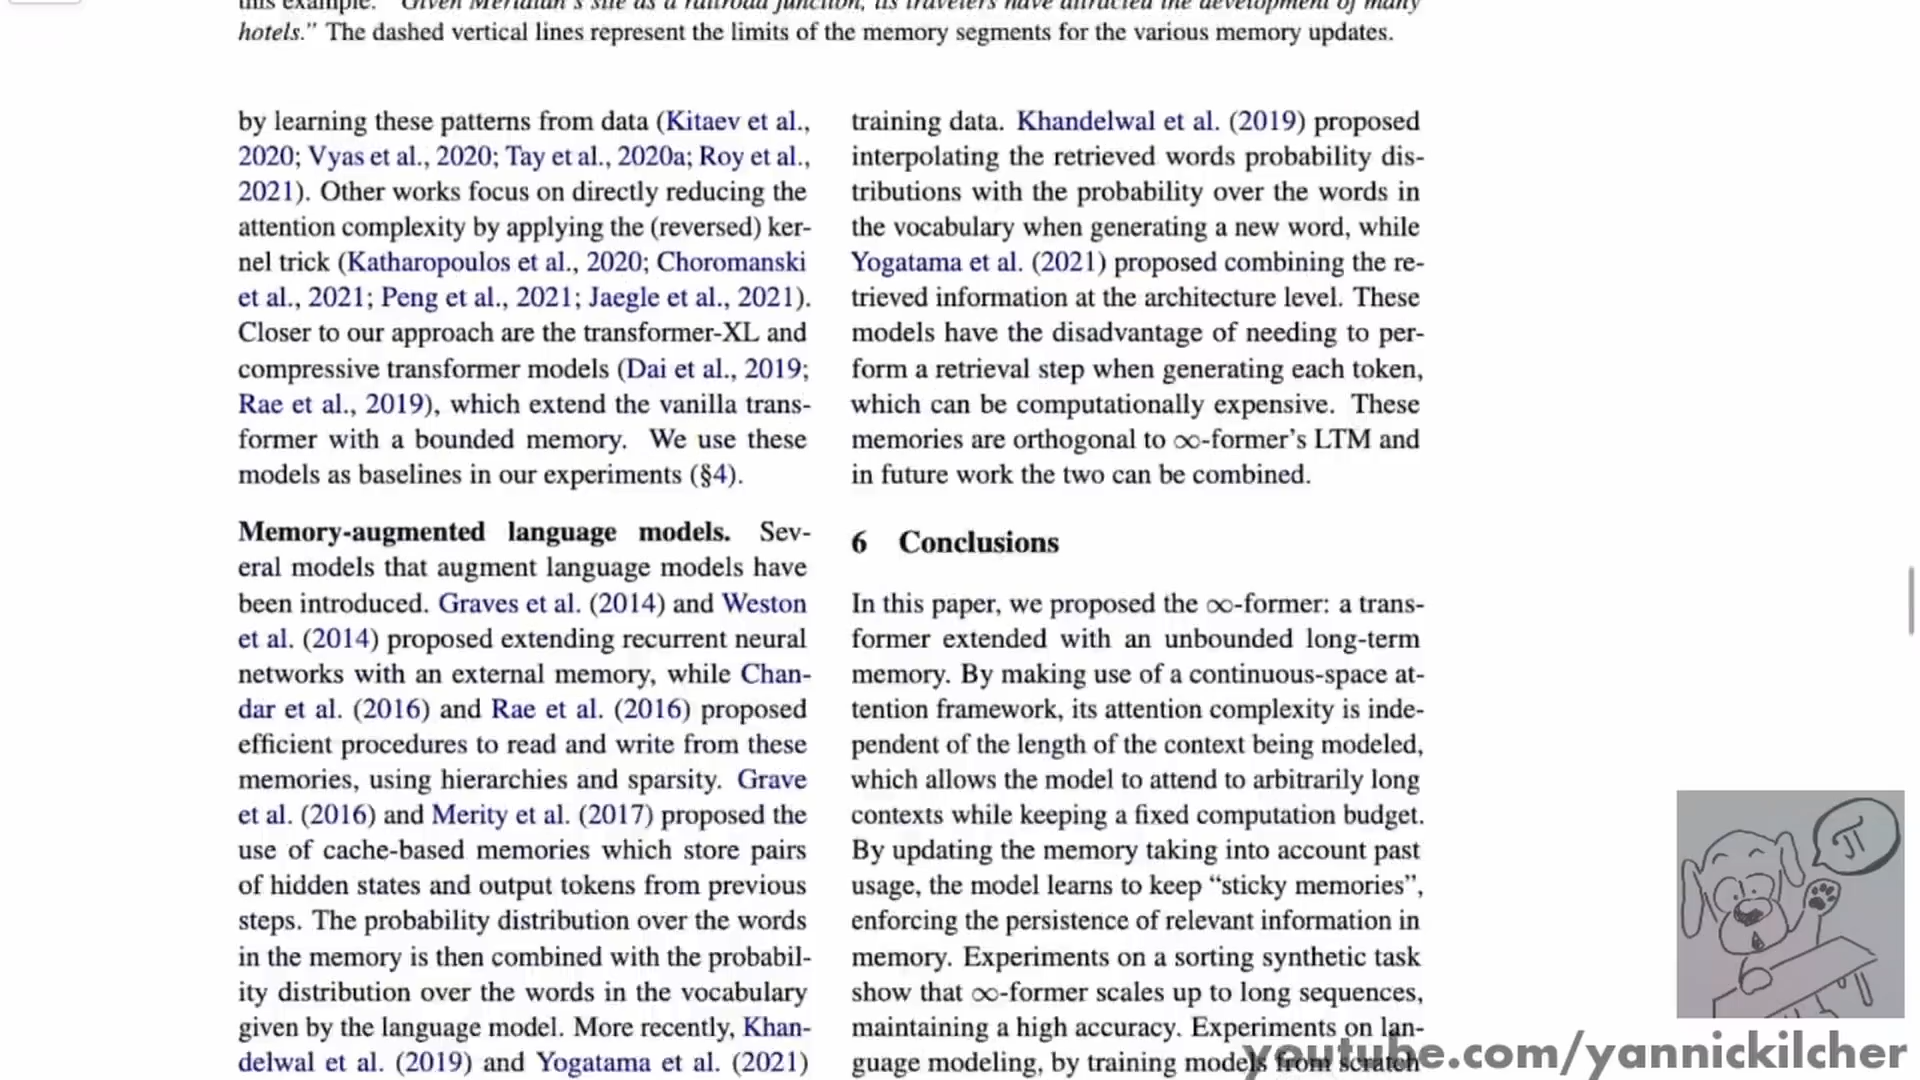 this example. "Given Meridian's site as a railroad junction, its travelers have attracted the development of many
hotels." The dashed vertical lines represent the limits of the memory segments for the various memory updates.
by learning these patterns from data (Kitaev et al.,
2020; Vyas et al., 2020; Tay et al., 2020a; Roy et al.,
2021). Other works focus on directly reducing the
attention complexity by applying the (reversed) ker-
nel trick (Katharopoulos et al., 2020; Choromanski
et al., 2021; Peng et al., 2021; Jaegle et al., 2021).
Closer to our approach are the transformer-XL and
compressive transformer models (Dai et al., 2019;
Rae et al., 2019), which extend the vanilla trans-
former with a bounded memory. We use these
models as baselines in our experiments (§4).
Memory-augmented language models. Sev-
eral models that augment language models have
been introduced. Graves et al. (2014) and Weston
et al. (2014) proposed extending recurrent neural
networks with an external memory, while Chan-
dar et al. (2016) and Rae et al. (2016) proposed
efficient procedures to read and write from these
memories, using hierarchies and sparsity. Grave
et al. (2016) and Merity et al. (2017) proposed the
use of cache-based memories which store pairs
of hidden states and output tokens from previous
steps. The probability distribution over the words
in the memory is then combined with the probabil-
ity distribution over the words in the vocabulary
given by the language model. More recently, Khan-
delwal et al. (2019) and Yogatama et al. (2021)
training data. Khandelwal et al. (2019) proposed
interpolating the retrieved words probability dis-
tributions with the probability over the words in
the vocabulary when generating a new word, while
Yogatama et al. (2021) proposed combining the re-
trieved information at the architecture level. These
models have the disadvantage of needing to per-
form a retrieval step when generating each token,
which can be computationally expensive. These
memories are orthogonal to ∞-former's LTM and
in future work the two can be combined.
6 Conclusions
In this paper, we proposed the ∞-former: a trans-
former extended with an unbounded long-term
memory. By making use of a continuous-space at-
tention framework, its attention complexity is inde-
pendent of the length of the context being modeled,
which allows the model to attend to arbitrarily long
contexts while keeping a fixed computation budget.
By updating the memory taking into account past
usage, the model learns to keep “sticky memories”,
enforcing the persistence of relevant information in
memory. Experiments on a sorting synthetic task
show that ∞-former scales up to long sequences,
maintaining a high accuracy. Experiments on lan-
guage modeling, by training models from scratch
π
youtube.com/yannickilcher